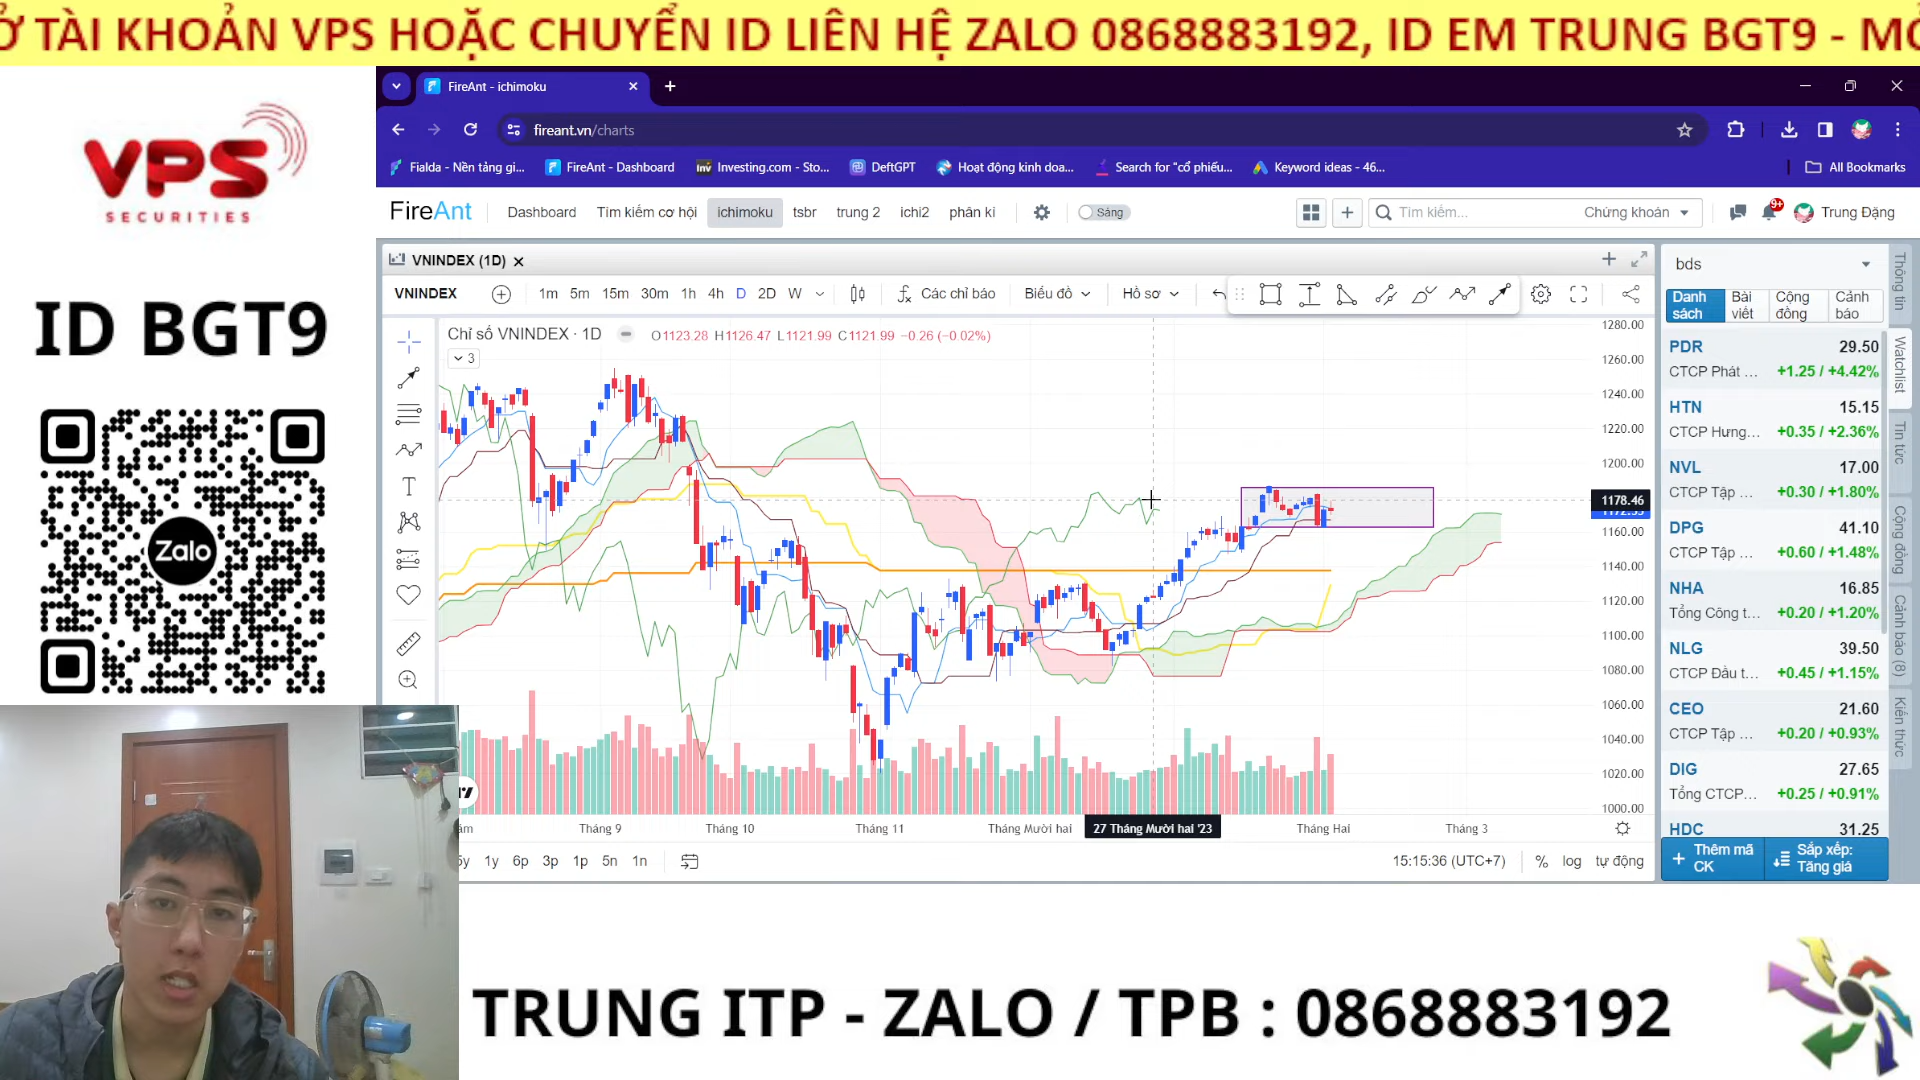 Ở TÀI KHOẢN VPS HOẶC CHUYỂN ID LIÊN HỆ ZALO 0868883192, ID EM TRUNG BGT9 - MỞ
VPS
SECURITIES
ID BGT9
Zalo
FireAnt - ichimoku
fireant.vn/charts
Fialda - Nền tảng gi...
FireAnt - Dashboard
Investing.com - Sto...
DeftGPT
Hoạt động kinh doa...
Search for "cổ phiếu...
Keyword ideas - 46...
All Bookmarks
FireAnt
Dashboard
Tìm kiếm cơ hội
ichimoku
tsbr
trung 2
ichi2
phân kì
Sáng
Tìm kiếm...
Chứng khoán
9+
Trung Đặng
VNINDEX (1D)
VNINDEX
1m 5m 15m 30m 1h 4h D 2D W
Các chỉ báo
Biểu đồ
Hồ sơ
Chỉ số VNINDEX · 1D
O1123.28 H1126.47 L1121.99 C1121.99 −0.26 (−0.02%)
3
1280.00
1260.00
1240.00
1220.00
1200.00
1178.46
1160.00
1140.00
1120.00
1100.00
1080.00
1060.00
1040.00
1020.00
1000.00
Tháng 9
Tháng 10
Tháng 11
Tháng Mười hai
27 Tháng Mười hai '23
Tháng Hai
Tháng 3
1y 6p 3p 1p 5n 1n
15:15:36 (UTC+7)
% log tự động
bds
Danh sách
Bài viết
Cộng đồng
Cảnh báo
PDR 29.50
CTCP Phát ... +1.25 / +4.42%
HTN 15.15
CTCP Hưng... +0.35 / +2.36%
NVL 17.00
CTCP Tập ... +0.30 / +1.80%
DPG 41.10
CTCP Tập ... +0.60 / +1.48%
NHA 16.85
Tổng Công t... +0.20 / +1.20%
NLG 39.50
CTCP Đầu t... +0.45 / +1.15%
CEO 21.60
CTCP Tập ... +0.20 / +0.93%
DIG 27.65
Tổng CTCP... +0.25 / +0.91%
HDC 31.25
Thêm mã CK
Sắp xếp: Tăng giá
Thông tin
Watchlist
Tin tức
Cộng đồng
Cảnh báo (8)
Kiến thức
TRUNG ITP - ZALO / TPB : 0868883192